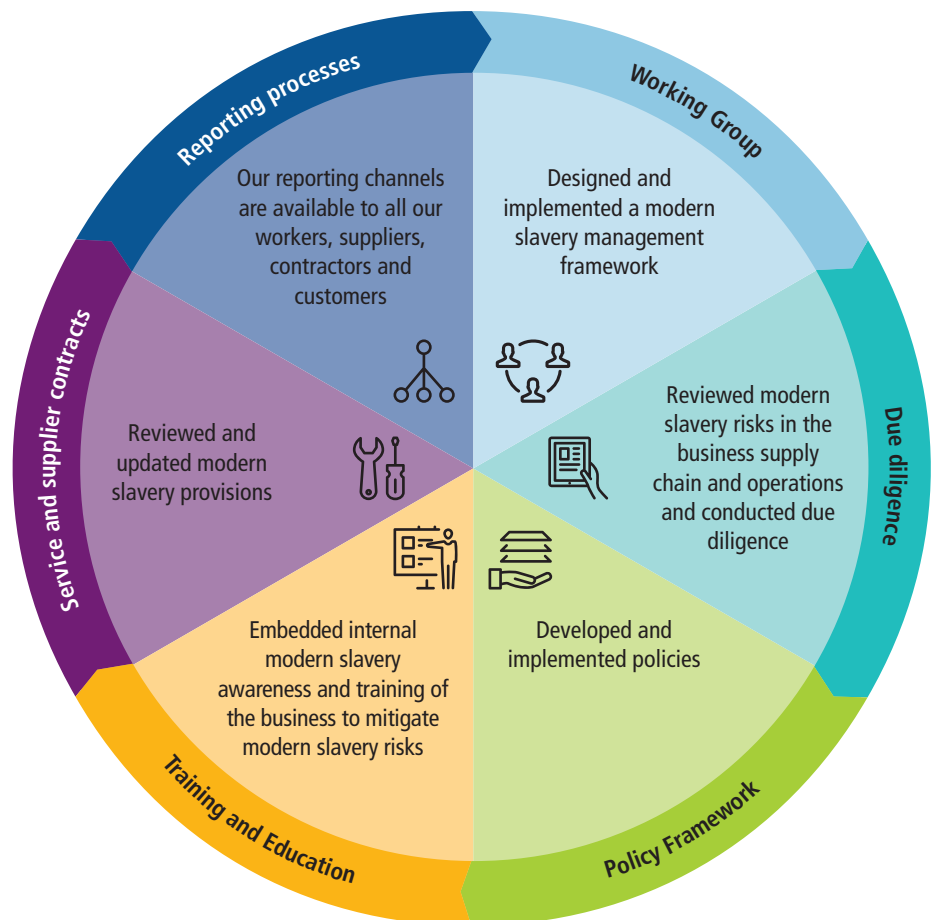 Reporting processes
Our reporting channels
are available to all our
workers, suppliers,
contractors and
customers
Working Group
Designed and
implemented a modern
slavery management
framework
Due diligence
Reviewed modern
slavery risks in the
business supply
chain and operations
and conducted due
diligence
Policy Framework
Developed and
implemented policies
Training and Education
Embedded internal
modern slavery
awareness and training of
the business to mitigate
modern slavery risks
Service and supplier contracts
Reviewed and
updated modern
slavery provisions